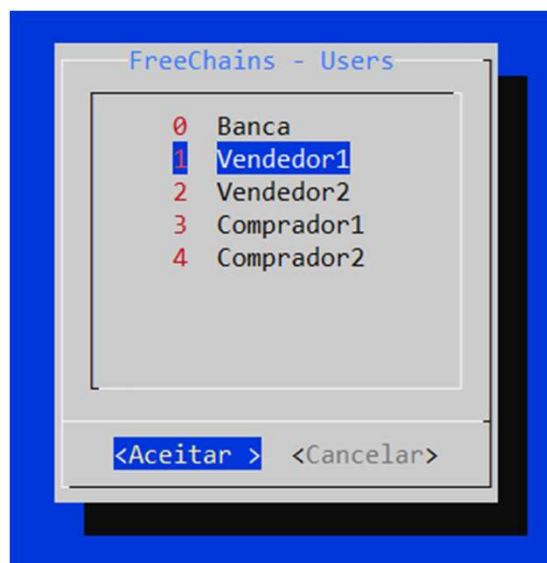 FreeChains - Users
0 Banca
1 Vendedor1
2 Vendedor2
3 Comprador1
4 Comprador2
<Aceitar > <Cancelar>